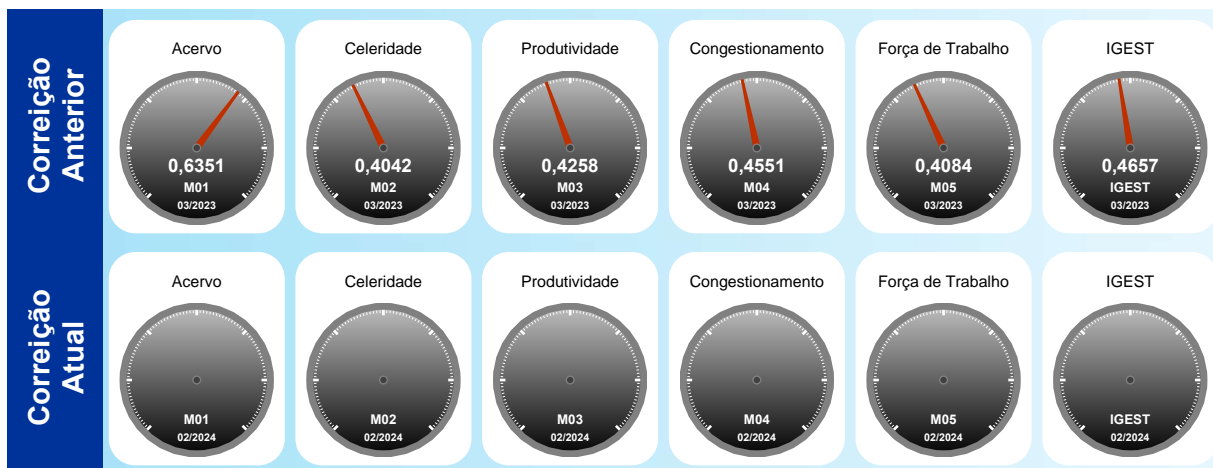 Correição
Anterior
Acervo
0,6351
M01
03/2023
Celeridade
0,4042
M02
03/2023
Produtividade
0,4258
M03
03/2023
Congestionamento
0,4551
M04
03/2023
Força de Trabalho
0,4084
M05
03/2023
IGEST
0,4657
IGEST
03/2023
Correição
Atual
Acervo
M01
02/2024
Celeridade
M02
02/2024
Produtividade
M03
02/2024
Congestionamento
M04
02/2024
Força de Trabalho
M05
02/2024
IGEST
IGEST
02/2024